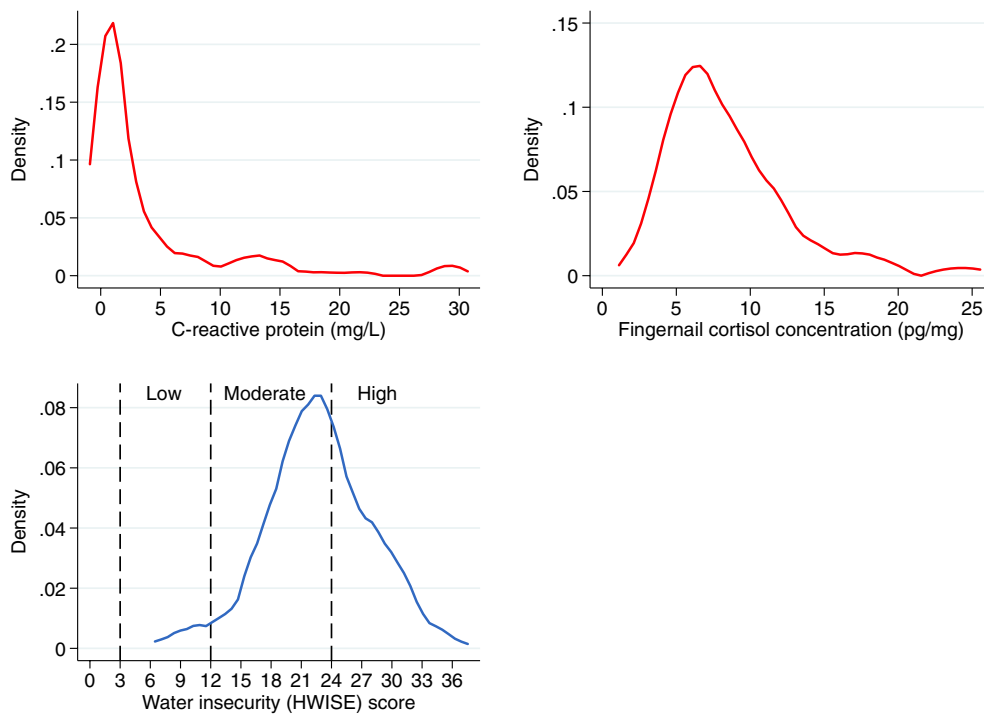 Density
.2
.15
.1
.05
0
0 5 10 15 20 25 30
C-reactive protein (mg/L)
Density
.15
.1
.05
0
0 5 10 15 20 25
Fingernail cortisol concentration (pg/mg)
Low Moderate High
Density
.08
.06
.04
.02
0
0 3 6 9 12 15 18 21 24 27 30 33 36
Water insecurity (HWISE) score